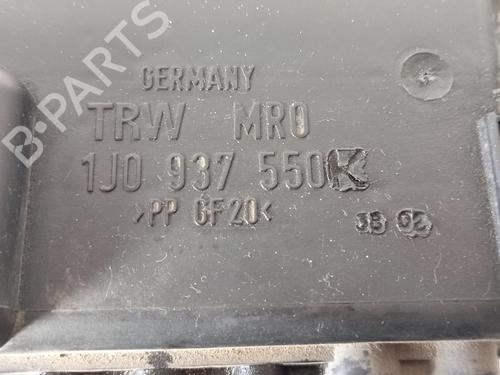 GERMANY
TRW MRO
1J0 937 550K
>PP GF20<
B-PARTS